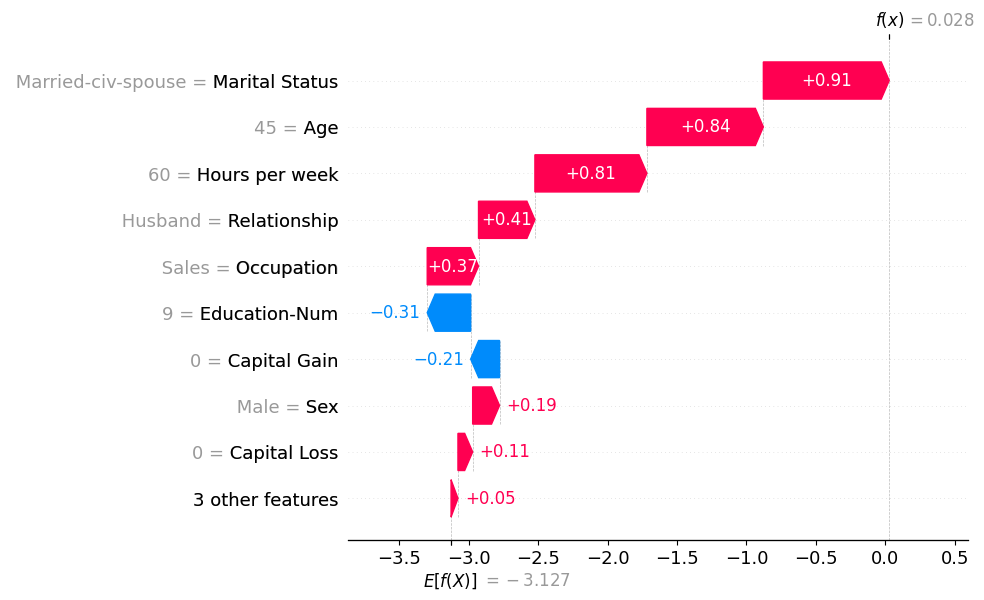 f(x) = 0.028
Married-civ-spouse = Marital Status +0.91
45 = Age +0.84
60 = Hours per week +0.81
Husband = Relationship +0.41
Sales = Occupation +0.37
9 = Education-Num −0.31
0 = Capital Gain −0.21
Male = Sex +0.19
0 = Capital Loss +0.11
3 other features +0.05
−3.5 −3.0 −2.5 −2.0 −1.5 −1.0 −0.5 0.0 0.5
E[f(X)] = −3.127